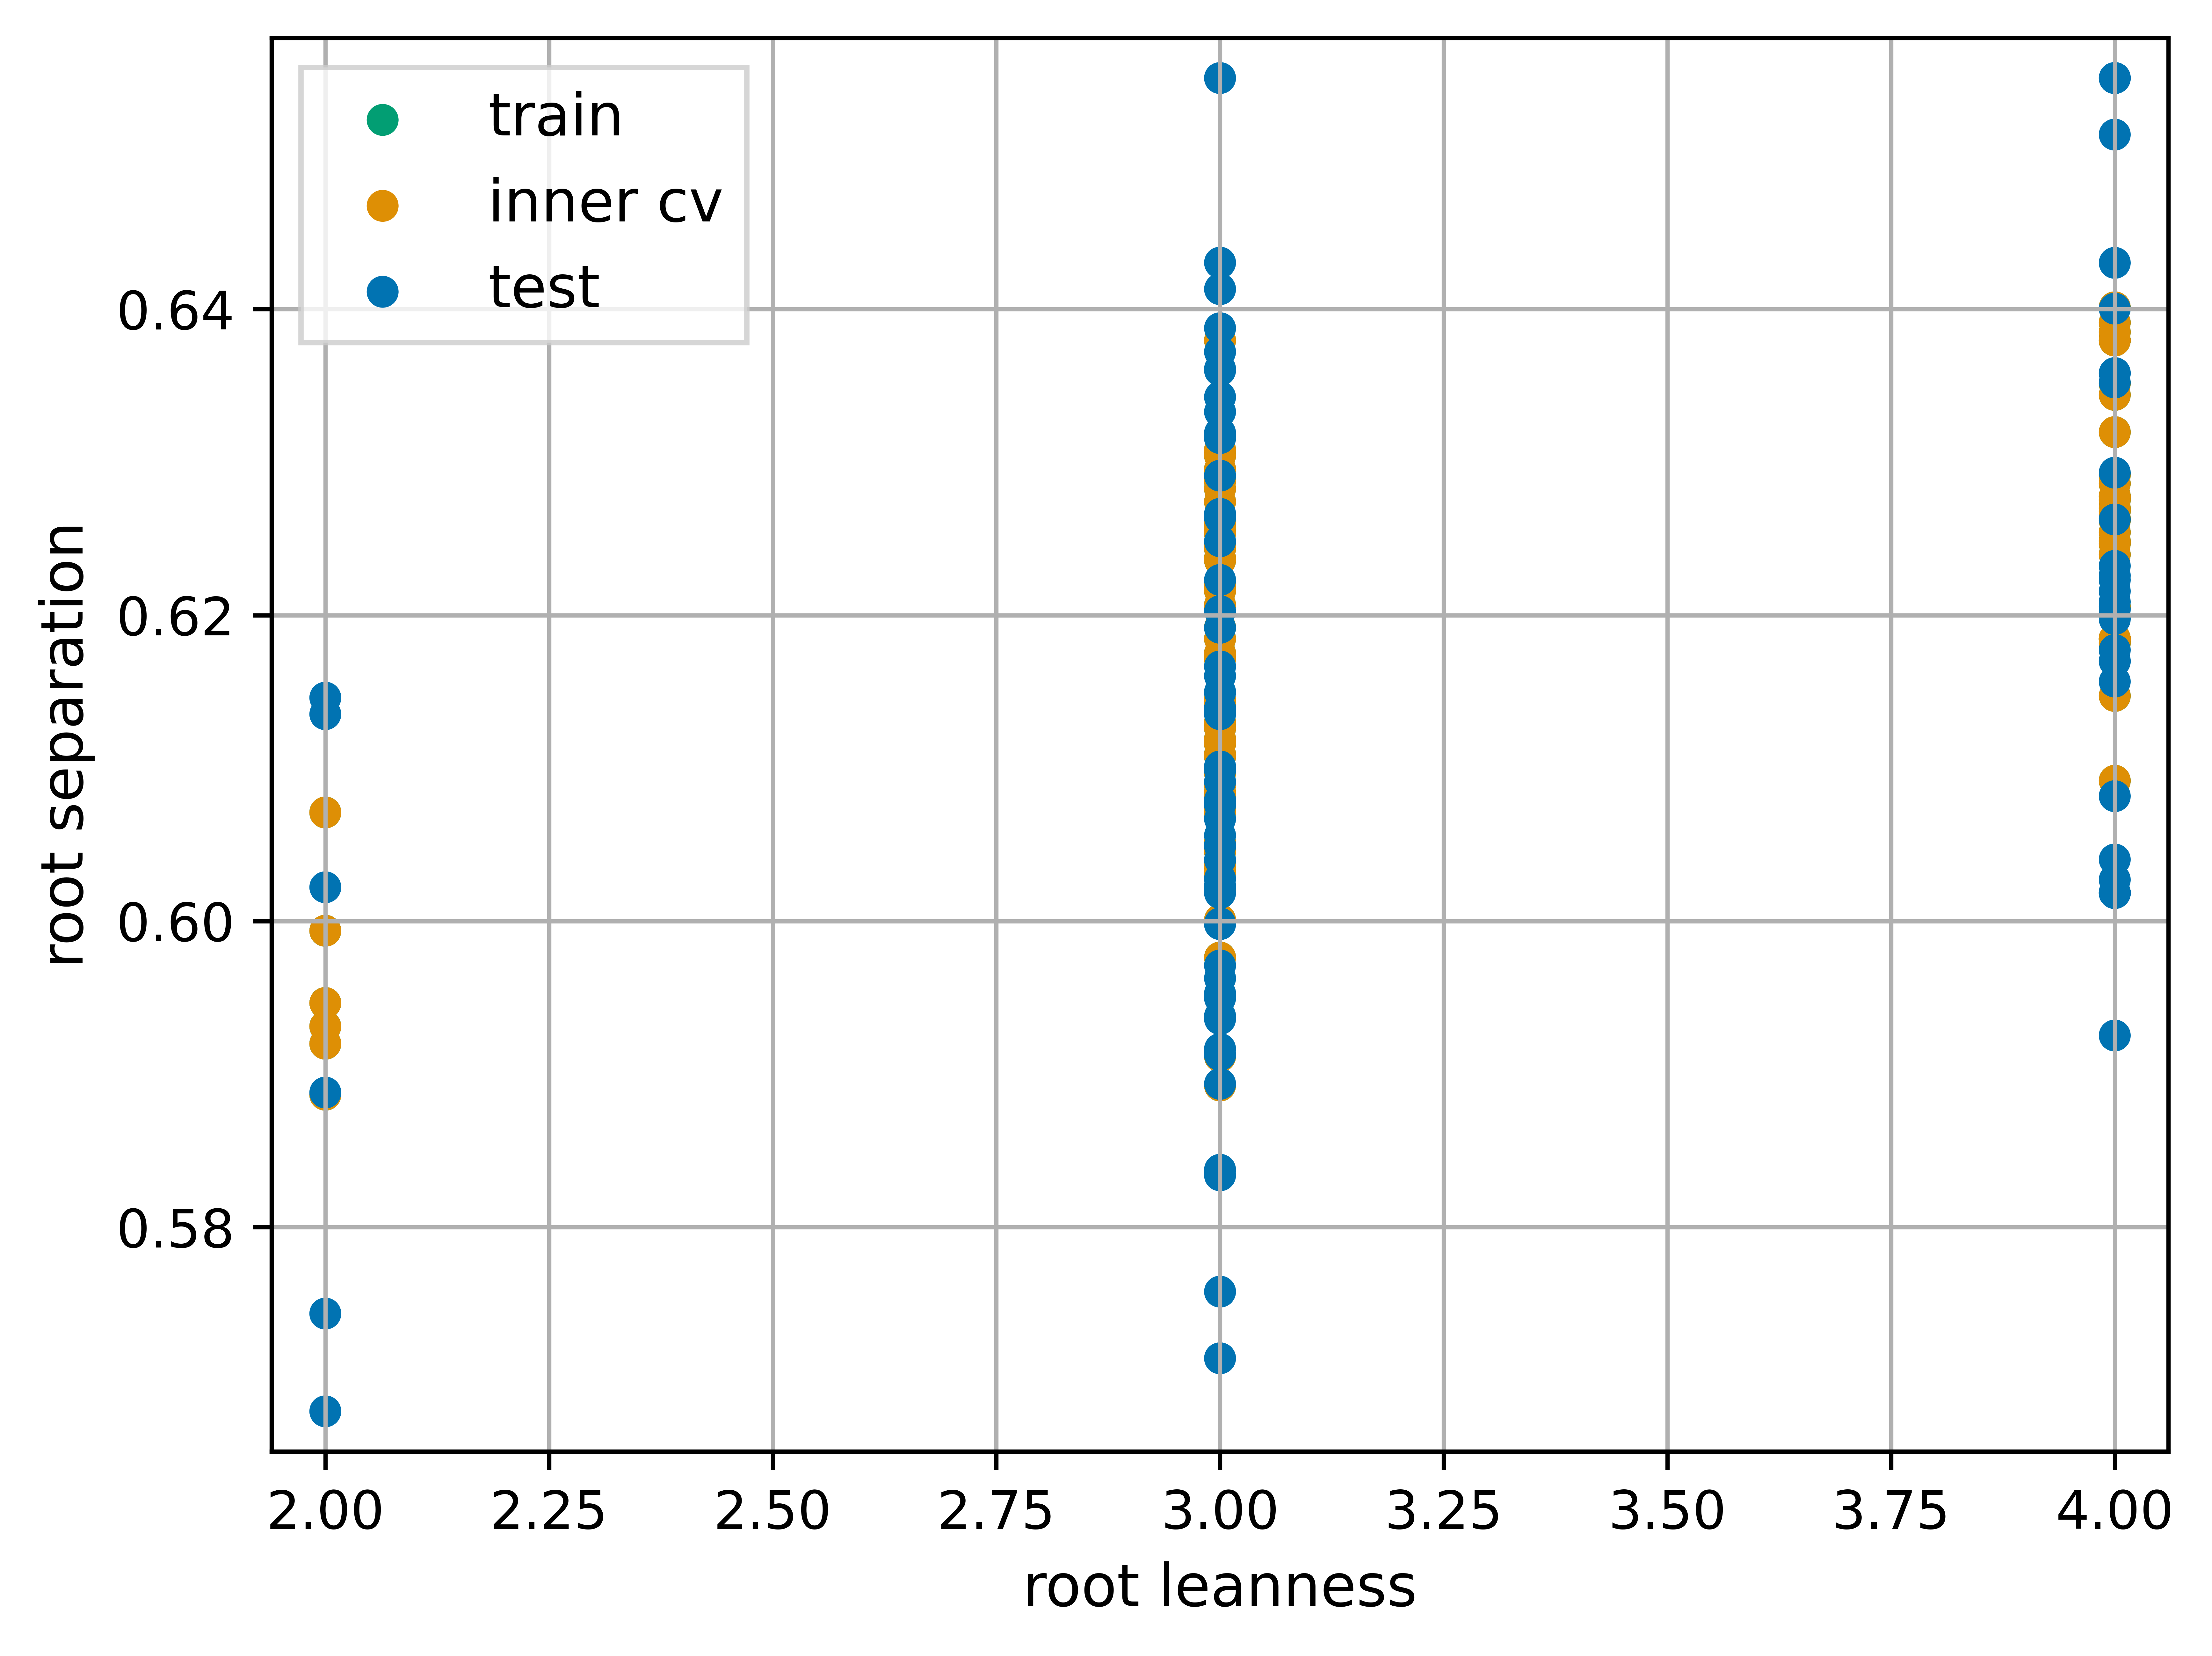 train
inner cv
test
0.64
0.62
0.60
0.58
root separation
2.00 2.25 2.50 2.75 3.00 3.25 3.50 3.75 4.00
root leanness